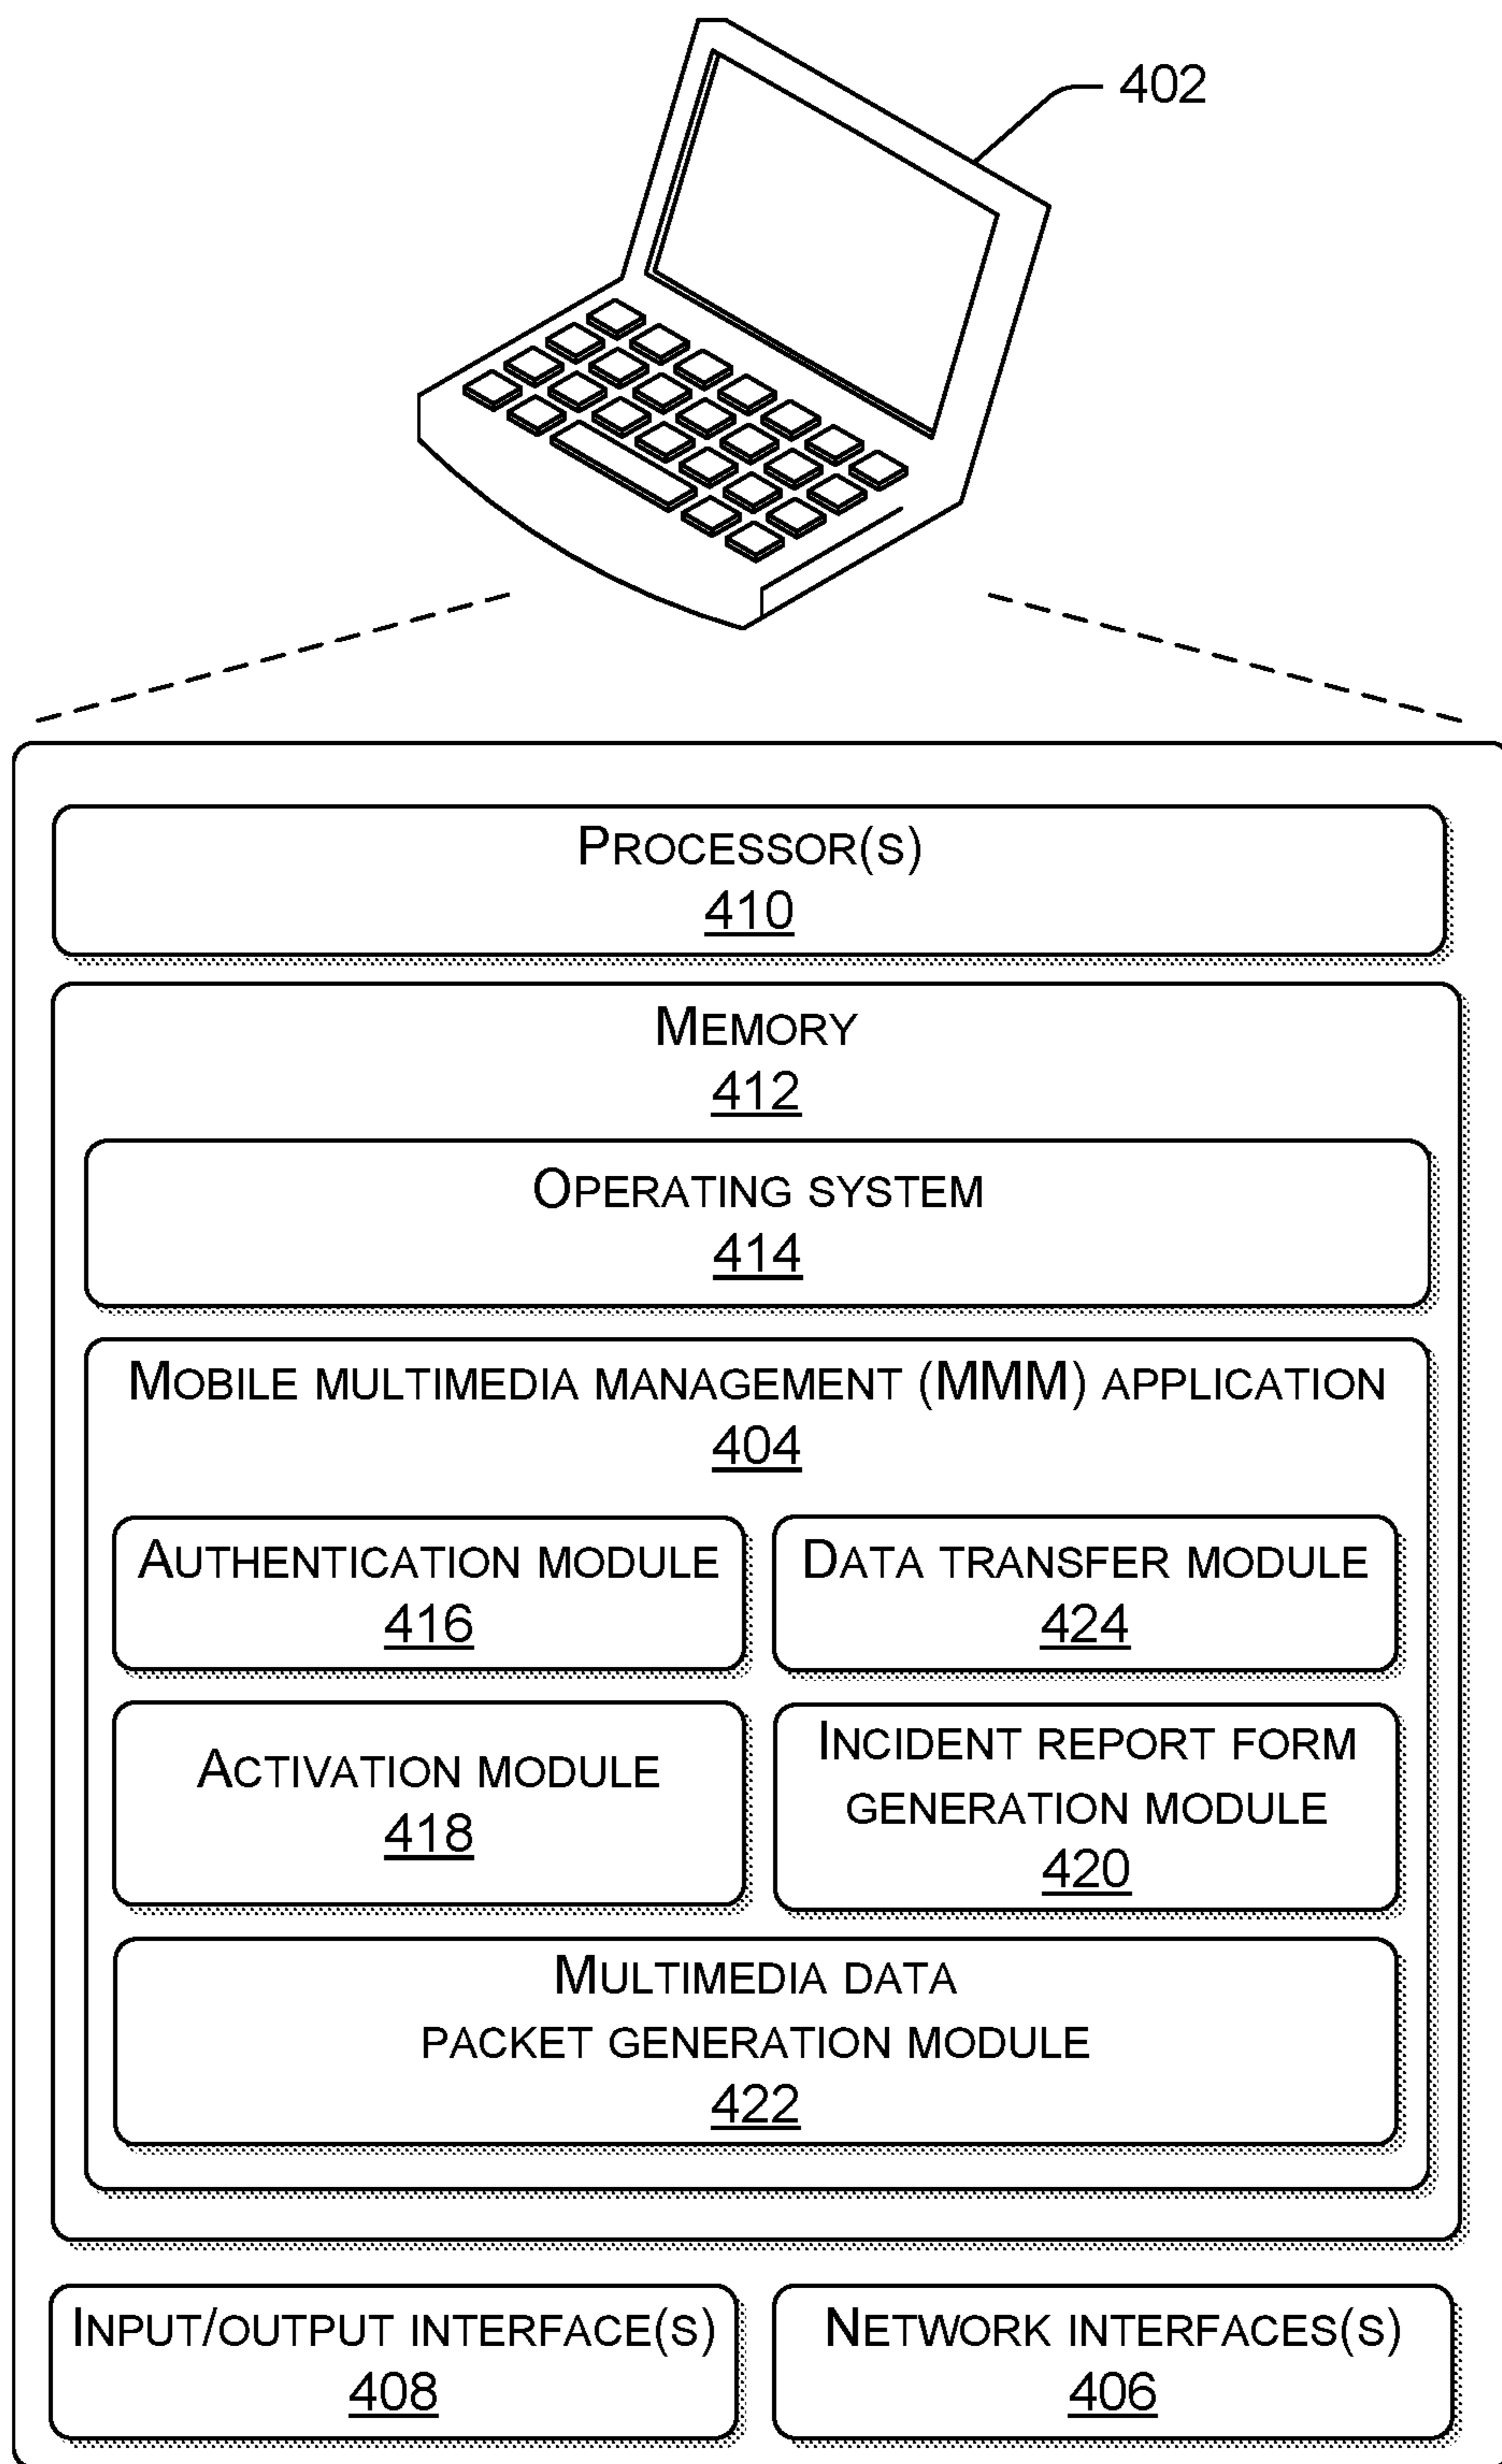 402
PROCESSOR(S)
410
MEMORY
412
OPERATING SYSTEM
414
MOBILE MULTIMEDIA MANAGEMENT (MMM) APPLICATION
404
AUTHENTICATION MODULE
416
DATA TRANSFER MODULE
424
ACTIVATION MODULE
418
INCIDENT REPORT FORM
GENERATION MODULE
420
MULTIMEDIA DATA
PACKET GENERATION MODULE
422
INPUT/OUTPUT INTERFACE(S)
408
NETWORK INTERFACES(S)
406